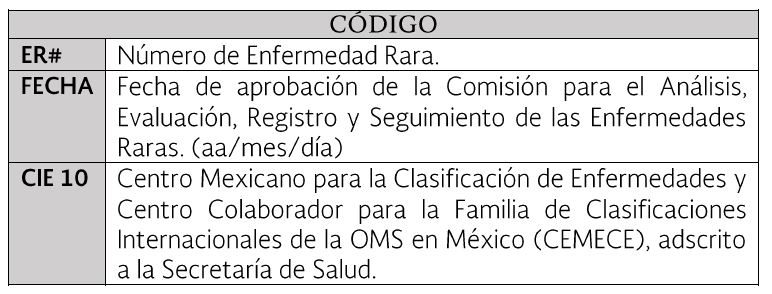 CÓDIGO
ER# Número de Enfermedad Rara.
FECHA Fecha de aprobación de la Comisión para el Análisis,
Evaluación, Registro y Seguimiento de las Enfermedades
Raras. (aa/mes/día)
CIE 10 Centro Mexicano para la Clasificación de Enfermedades y
Centro Colaborador para la Familia de Clasificaciones
Internacionales de la OMS en México (CEMECE), adscrito
a la Secretaría de Salud.